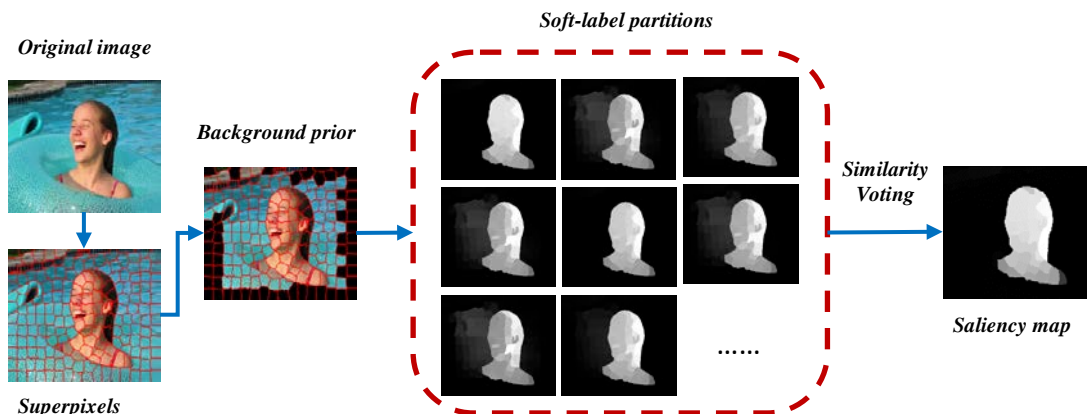 Original image
Superpixels
Background prior
Soft-label partitions
......
Similarity
Voting
Saliency map